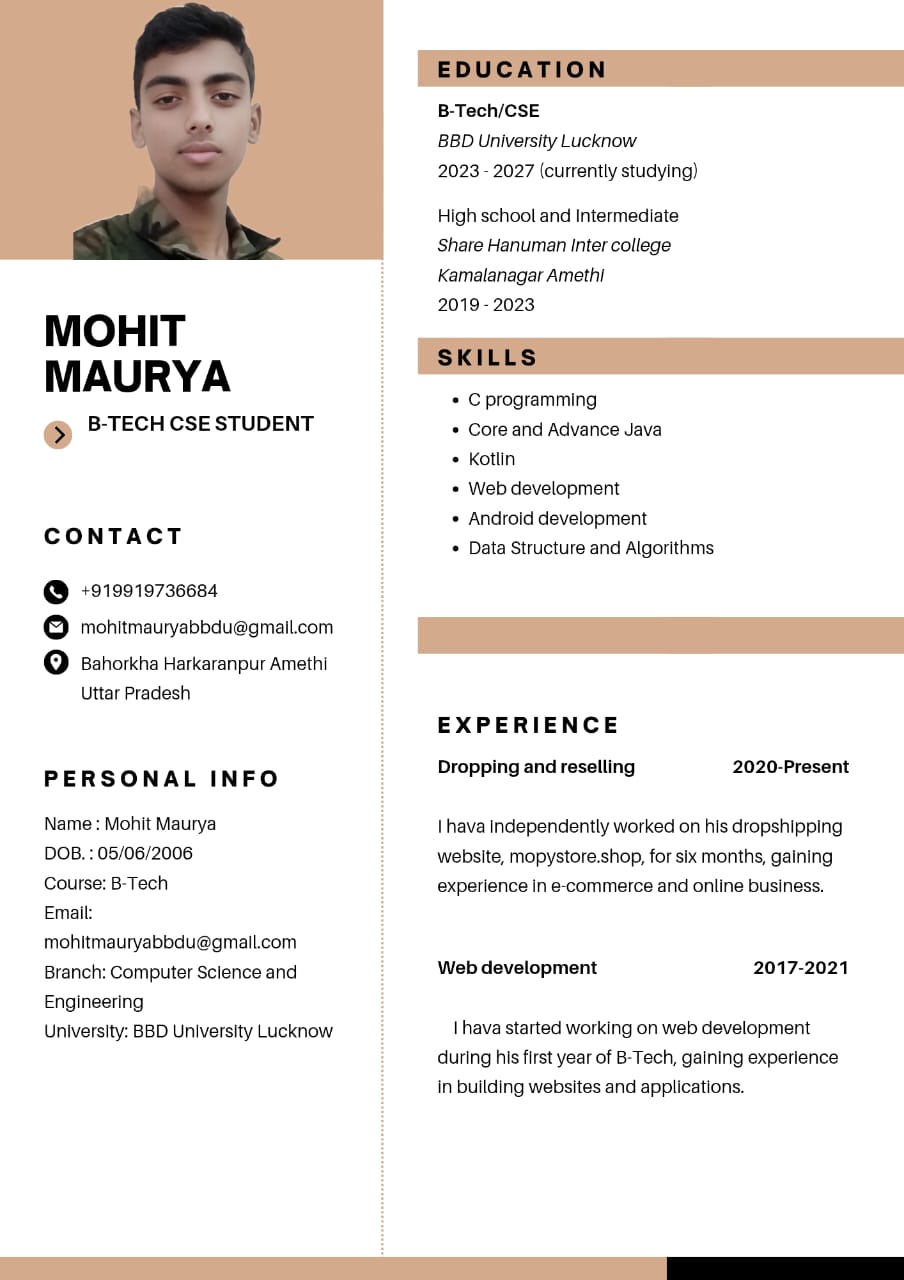 MOHIT
MAURYA
B-TECH CSE STUDENT
CONTACT
+919919736684
mohitmauryabbdu@gmail.com
Bahorkha Harkaranpur Amethi
Uttar Pradesh
PERSONAL INFO
Name : Mohit Maurya
DOB. : 05/06/2006
Course: B-Tech
Email:
mohitmauryabbdu@gmail.com
Branch: Computer Science and
Engineering
University: BBD University Lucknow
EDUCATION
B-Tech/CSE
BBD University Lucknow
2023 - 2027 (currently studying)
High school and Intermediate
Share Hanuman Inter college
Kamalanagar Amethi
2019 - 2023
SKILLS
• C programming
• Core and Advance Java
• Kotlin
• Web development
• Android development
• Data Structure and Algorithms
EXPERIENCE
Dropping and reselling 2020-Present
I hava independently worked on his dropshipping
website, mopystore.shop, for six months, gaining
experience in e-commerce and online business.
Web development 2017-2021
I hava started working on web development
during his first year of B-Tech, gaining experience
in building websites and applications.